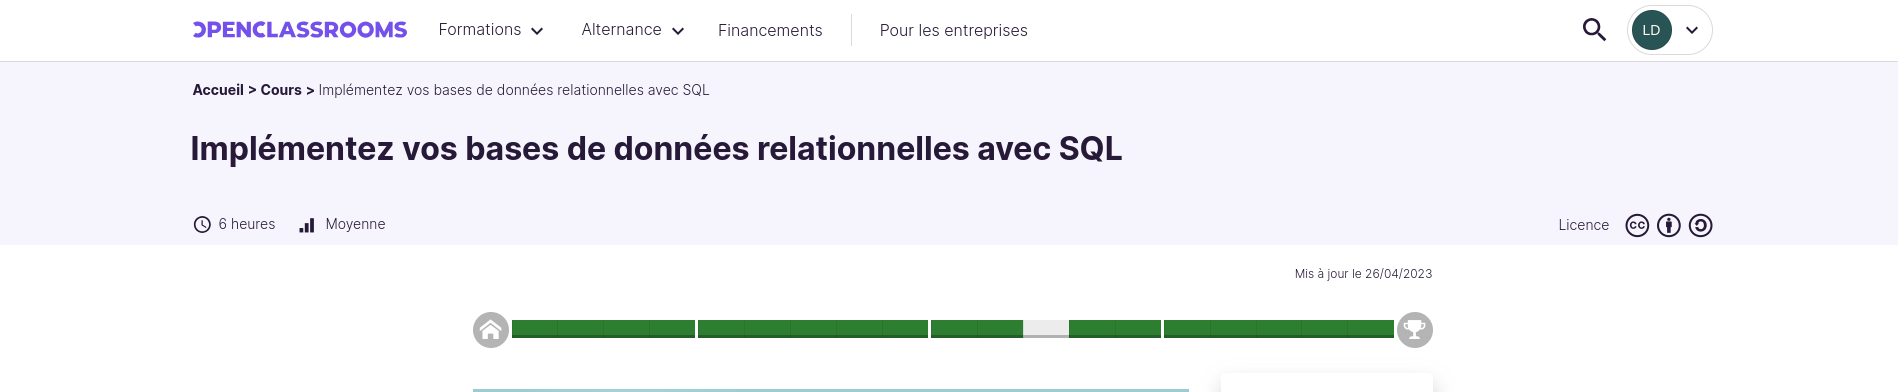 OPENCLASSROOMS Formations Alternance Financements Pour les entreprises LD
Accueil > Cours > Implémentez vos bases de données relationnelles avec SQL
Implémentez vos bases de données relationnelles avec SQL
6 heures Moyenne Licence cc
Mis à jour le 26/04/2023